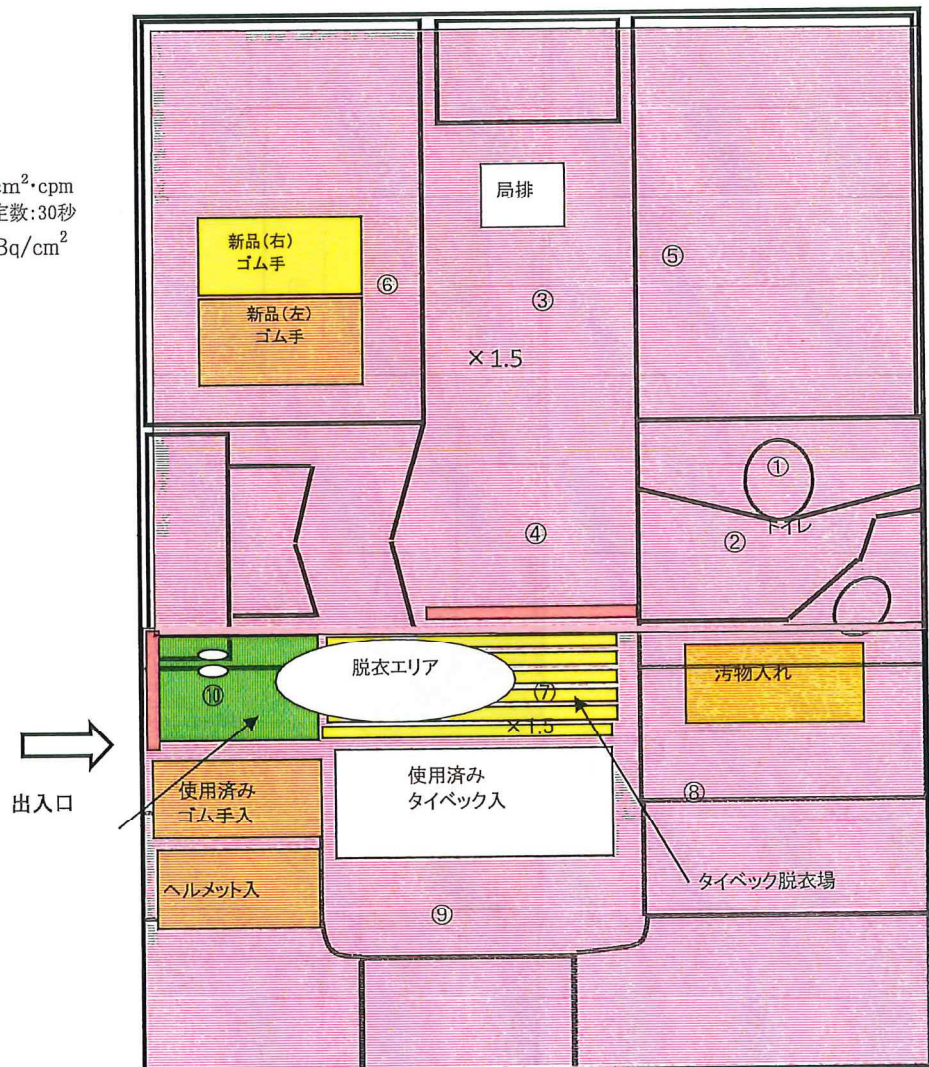 cm²・cpm
定数:30秒
Bq/cm²
局排
新品(右)
ゴム手
⑥
⑤
③
新品(左)
ゴム手
×1.5
①
トイレ
④
②
脱衣エリア
⑦
汚物入れ
⑩
×1.5
出入口
使用済み
ゴム手入
使用済み
タイベック入
⑧
ヘルメット入
タイベック脱衣場
⑨